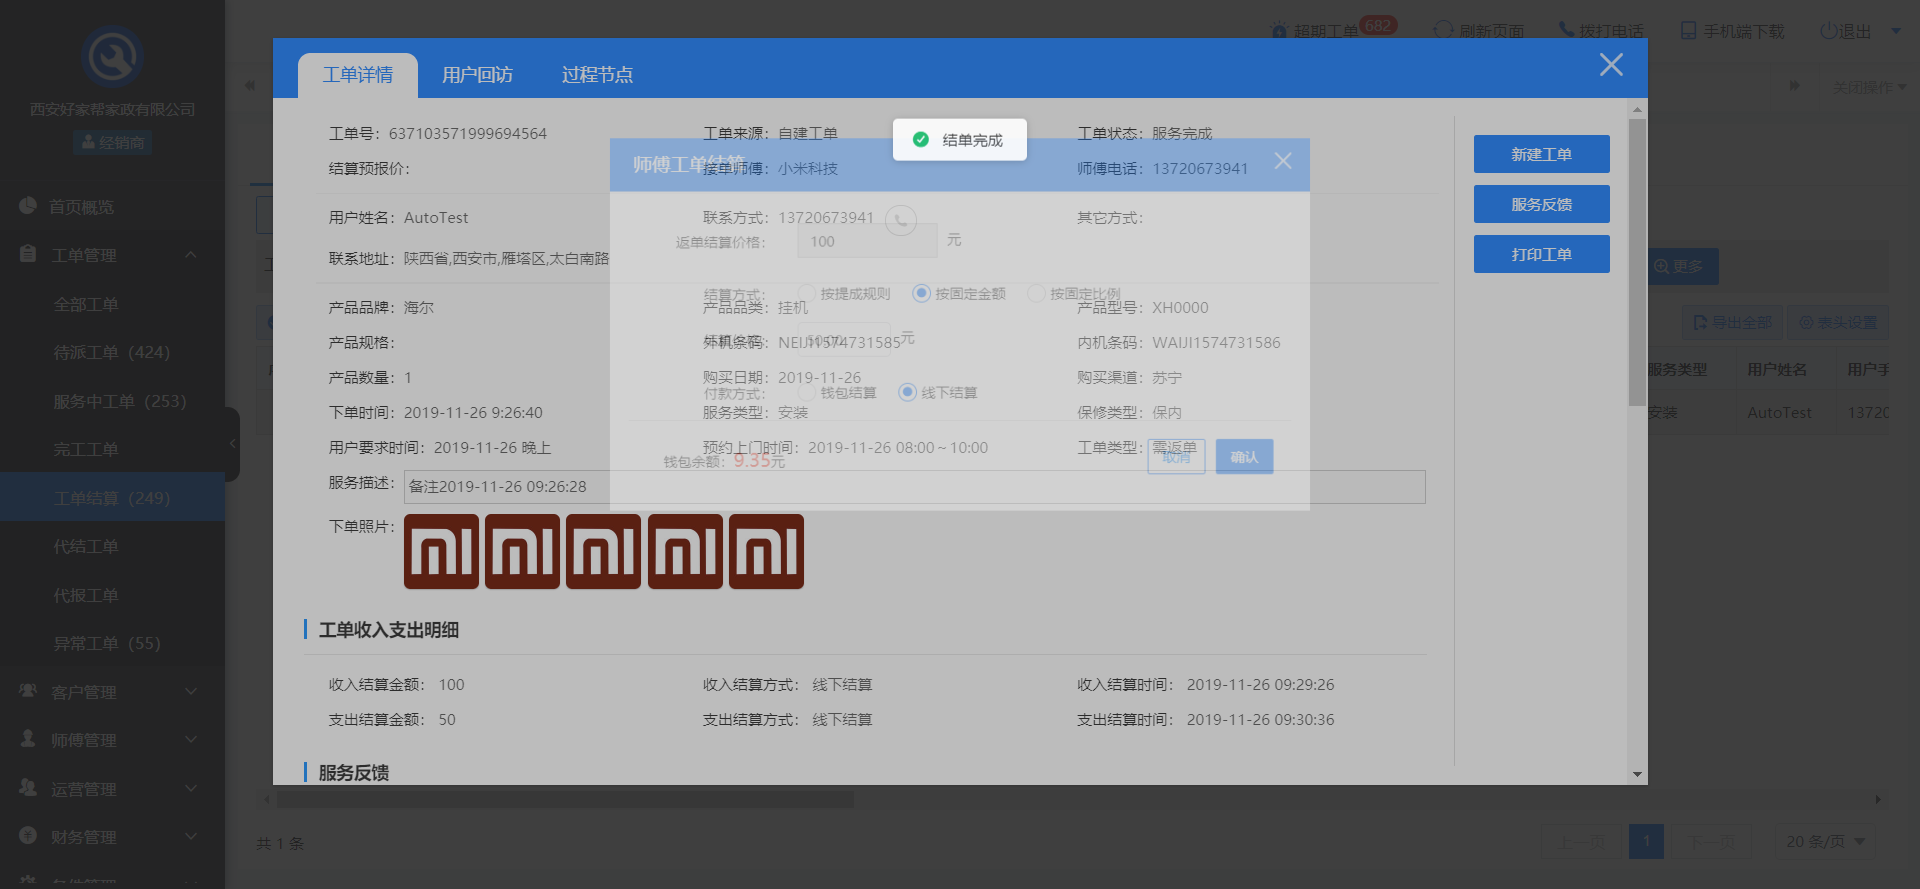 西安好家帮家政有限公司
经销商
首页概览
工单管理
全部工单
待派工单（424）
服务中工单（253）
完工工单
工单结算（249）
代结工单
代报工单
异常工单（55）
客户管理
师傅管理
运营管理
财务管理
超期工单 682
刷新页面
拨打电话
手机端下载
退出
关闭操作
工单详情 用户回访 过程节点
结单完成
工单号：637103571999694564 工单来源：自建工单 工单状态：服务完成
结算预报价： 接单师傅：小米科技 师傅电话：13720673941
用户姓名：AutoTest 联系方式：13720673941 其它方式：
联系地址：陕西省,西安市,雁塔区,太白南路
产品品牌：海尔 产品品类：挂机 产品型号：XH0000
产品规格： 外机条码：NEIJI1574731585 内机条码：WAIJI1574731586
产品数量：1 购买日期：2019-11-26 购买渠道：苏宁
下单时间：2019-11-26 9:26:40 服务类型：安装 保修类型：保内
用户要求时间：2019-11-26 晚上 预约上门时间：2019-11-26 08:00 ~ 10:00 工单类型：需返单
服务描述：备注2019-11-26 09:26:28
下单照片：
师傅工单结算
返单结算价格： 100 元
结算方式： 按提成规则 按固定金额 按固定比例
元
付款方式： 钱包结算 线下结算
钱包余额：9.35元 取消 确认
工单收入支出明细
收入结算金额： 100 收入结算方式： 线下结算 收入结算时间： 2019-11-26 09:29:26
支出结算金额： 50 支出结算方式： 线下结算 支出结算时间： 2019-11-26 09:30:36
服务反馈
新建工单
服务反馈
打印工单
更多
导出全部 表头设置
服务类型 用户姓名 用户手
安装 AutoTest 13720
共 1 条
上一页 1 下一页 20 条/页